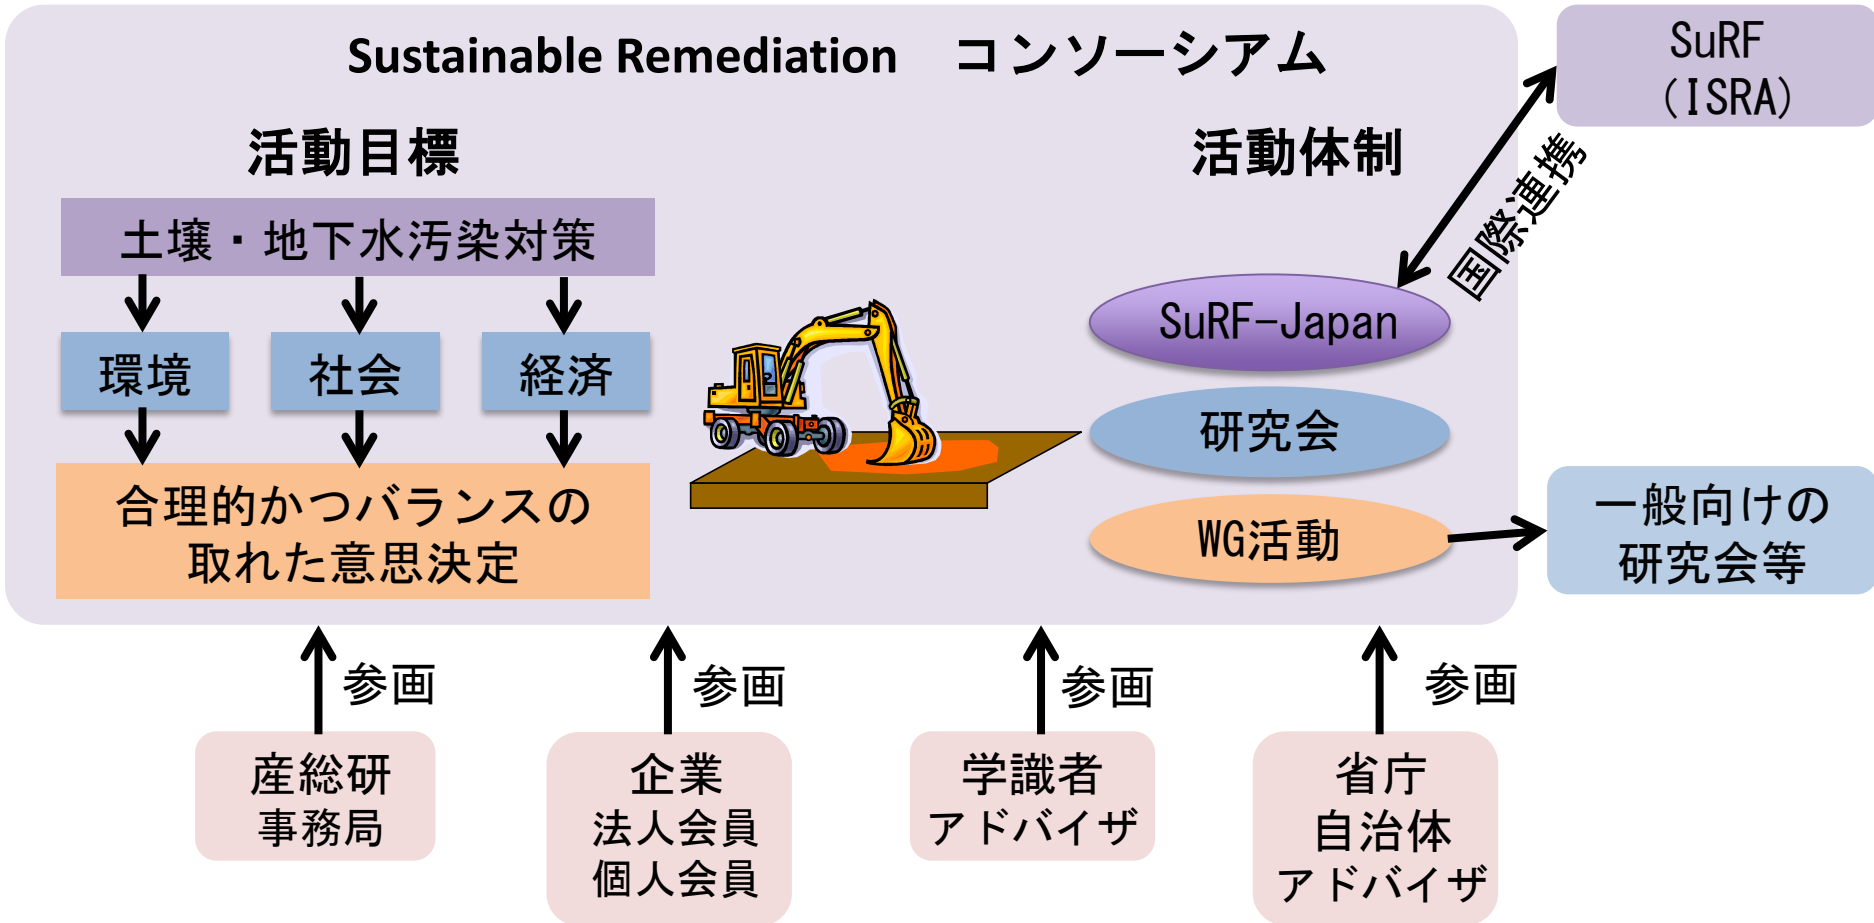 Sustainable Remediation　コンソーシアム
SuRF
(ISRA)
活動目標
活動体制
国際連携
土壌・地下水汚染対策
環境
社会
経済
合理的かつバランスの
取れた意思決定
SuRF-Japan
研究会
WG活動
一般向けの
研究会等
参画
参画
参画
参画
産総研
事務局
企業
法人会員
個人会員
学識者
アドバイザ
省庁
自治体
アドバイザ